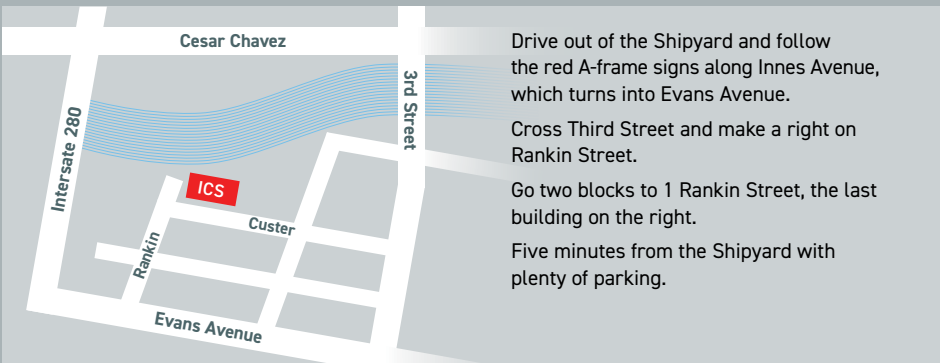 Cesar Chavez
3rd Street
Intersate 280
ICS
Custer
Rankin
Evans Avenue
Drive out of the Shipyard and follow
the red A-frame signs along Innes Avenue,
which turns into Evans Avenue.
Cross Third Street and make a right on
Rankin Street.
Go two blocks to 1 Rankin Street, the last
building on the right.
Five minutes from the Shipyard with
plenty of parking.